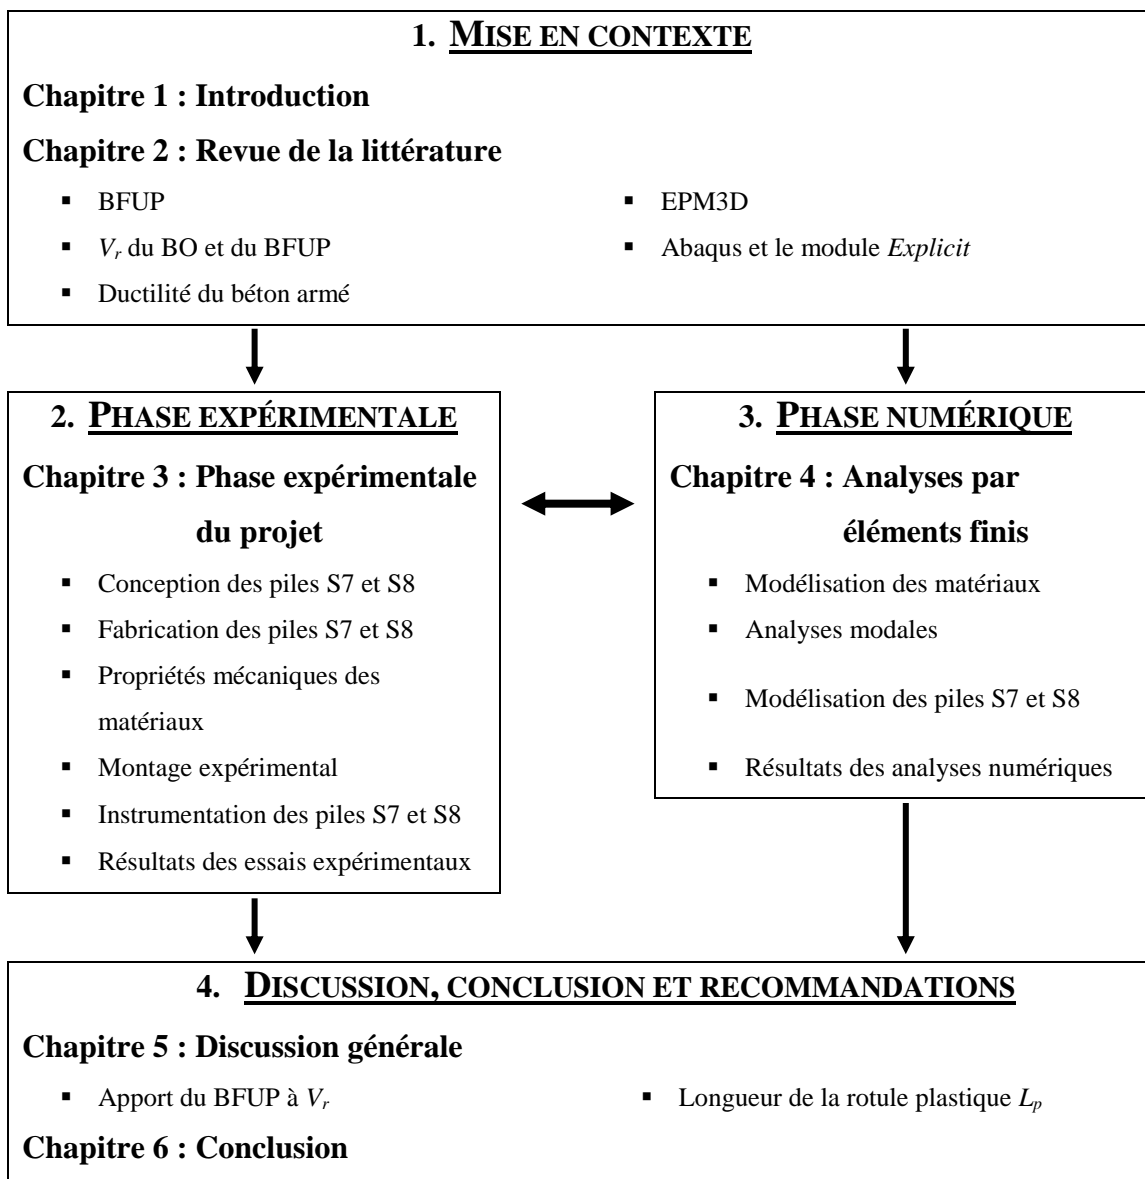 1. MISE EN CONTEXTE
Chapitre 1 : Introduction
Chapitre 2 : Revue de la littérature
▪ BFUP
▪ Vr du BO et du BFUP
▪ Ductilité du béton armé
▪ EPM3D
▪ Abaqus et le module Explicit
2. PHASE EXPÉRIMENTALE
Chapitre 3 : Phase expérimentale
du projet
▪ Conception des piles S7 et S8
▪ Fabrication des piles S7 et S8
▪ Propriétés mécaniques des
matériaux
▪ Montage expérimental
▪ Instrumentation des piles S7 et S8
▪ Résultats des essais expérimentaux
3. PHASE NUMÉRIQUE
Chapitre 4 : Analyses par
éléments finis
▪ Modélisation des matériaux
▪ Analyses modales
▪ Modélisation des piles S7 et S8
▪ Résultats des analyses numériques
4. DISCUSSION, CONCLUSION ET RECOMMANDATIONS
Chapitre 5 : Discussion générale
▪ Apport du BFUP à Vr
▪ Longueur de la rotule plastique Lp
Chapitre 6 : Conclusion